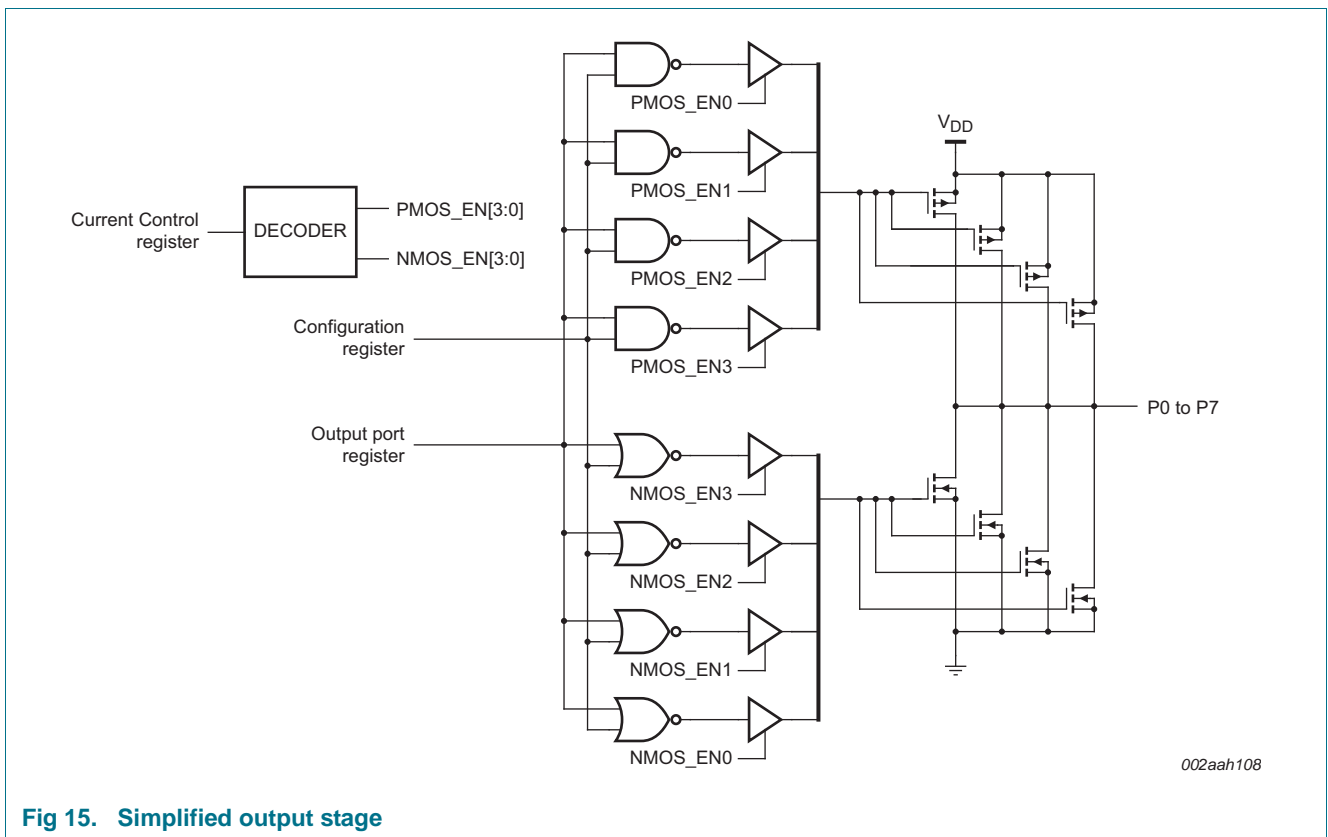 PMOS_EN0
VDD
PMOS_EN1
Current Control
register
DECODER
PMOS_EN[3:0]
NMOS_EN[3:0]
PMOS_EN2
Configuration
register
PMOS_EN3
P0 to P7
Output port
register
NMOS_EN3
NMOS_EN2
NMOS_EN1
NMOS_EN0
002aah108
Fig 15. Simplified output stage